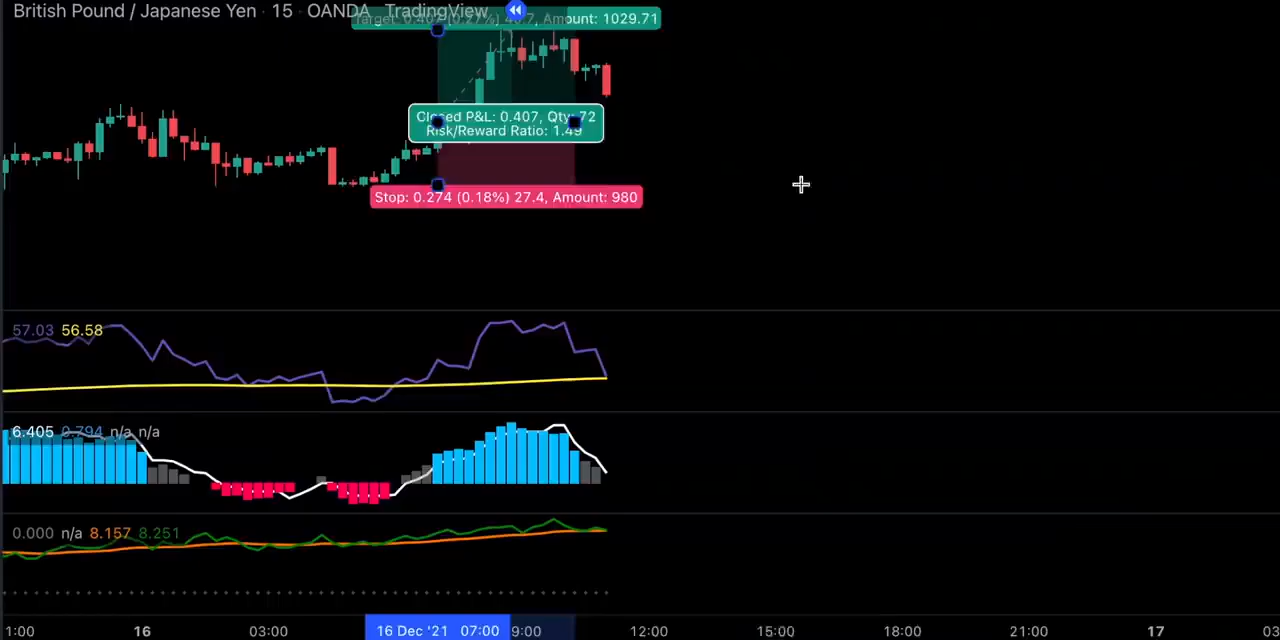 British Pound / Japanese Yen · 15 · OANDA TradingView
Target: 0.407 (0.27%) 40.7, Amount: 1029.71
Closed P&L: 0.407, Qty: 72
Risk/Reward Ratio: 1.49
Stop: 0.274 (0.18%) 27.4, Amount: 980
57.03 56.58
6.405 0.794 n/a n/a
0.000 n/a 8.157 8.251
1:00 16 03:00 16 Dec '21 07:00 9:00 12:00 15:00 18:00 21:00 17 03